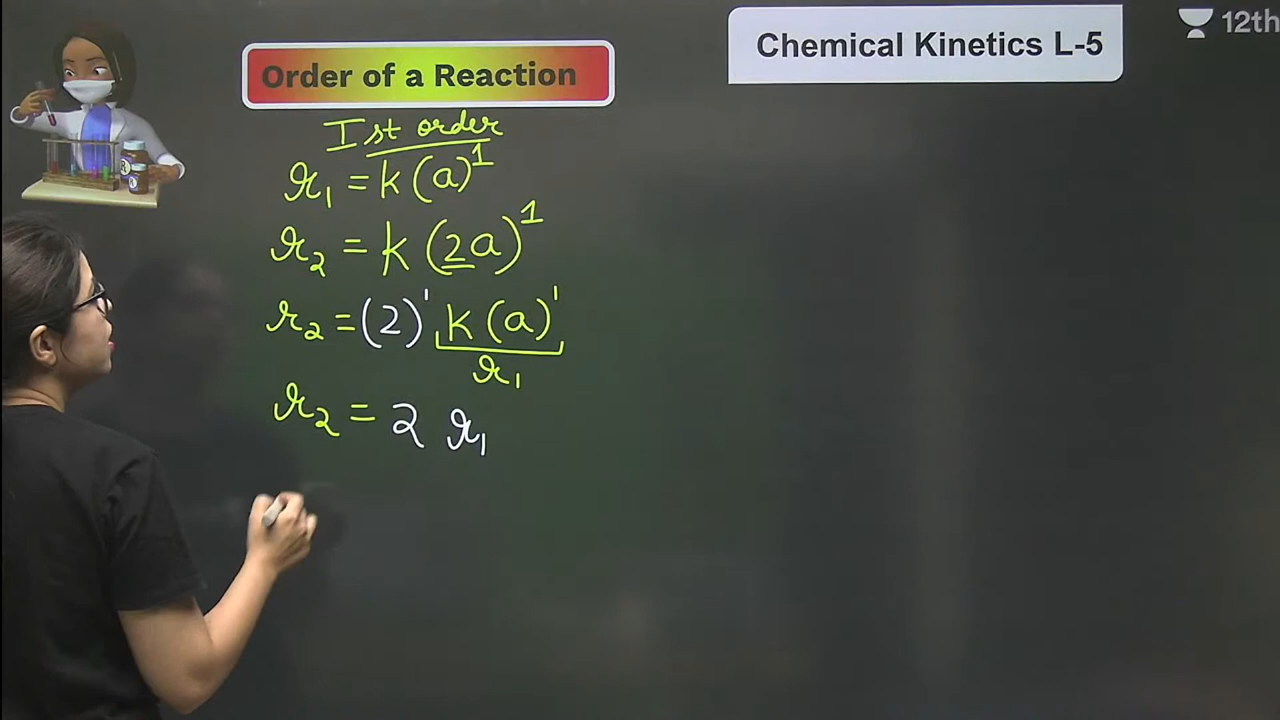 Chemical Kinetics L-5
12th
Order of a Reaction
Ist order
r₁ = k (a)¹
r₂ = k (2a)¹
r₂ = (2)¹ k (a)¹
r₁
r₂ = 2 r₁